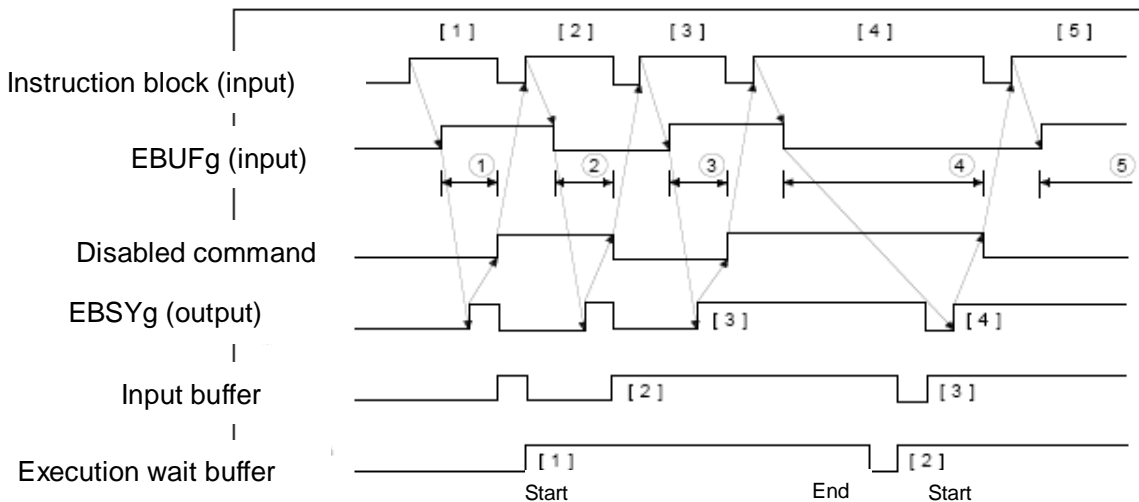 [ 1 ] [ 2 ] [ 3 ] [ 4 ] [ 5 ]
Instruction block (input)
EBUFg (input)
① ② ③ ④ ⑤
Disabled command
EBSYg (output)
[ 3 ] [ 4 ]
Input buffer
[ 2 ] [ 3 ]
Execution wait buffer
[ 1 ] [ 2 ]
Start End Start